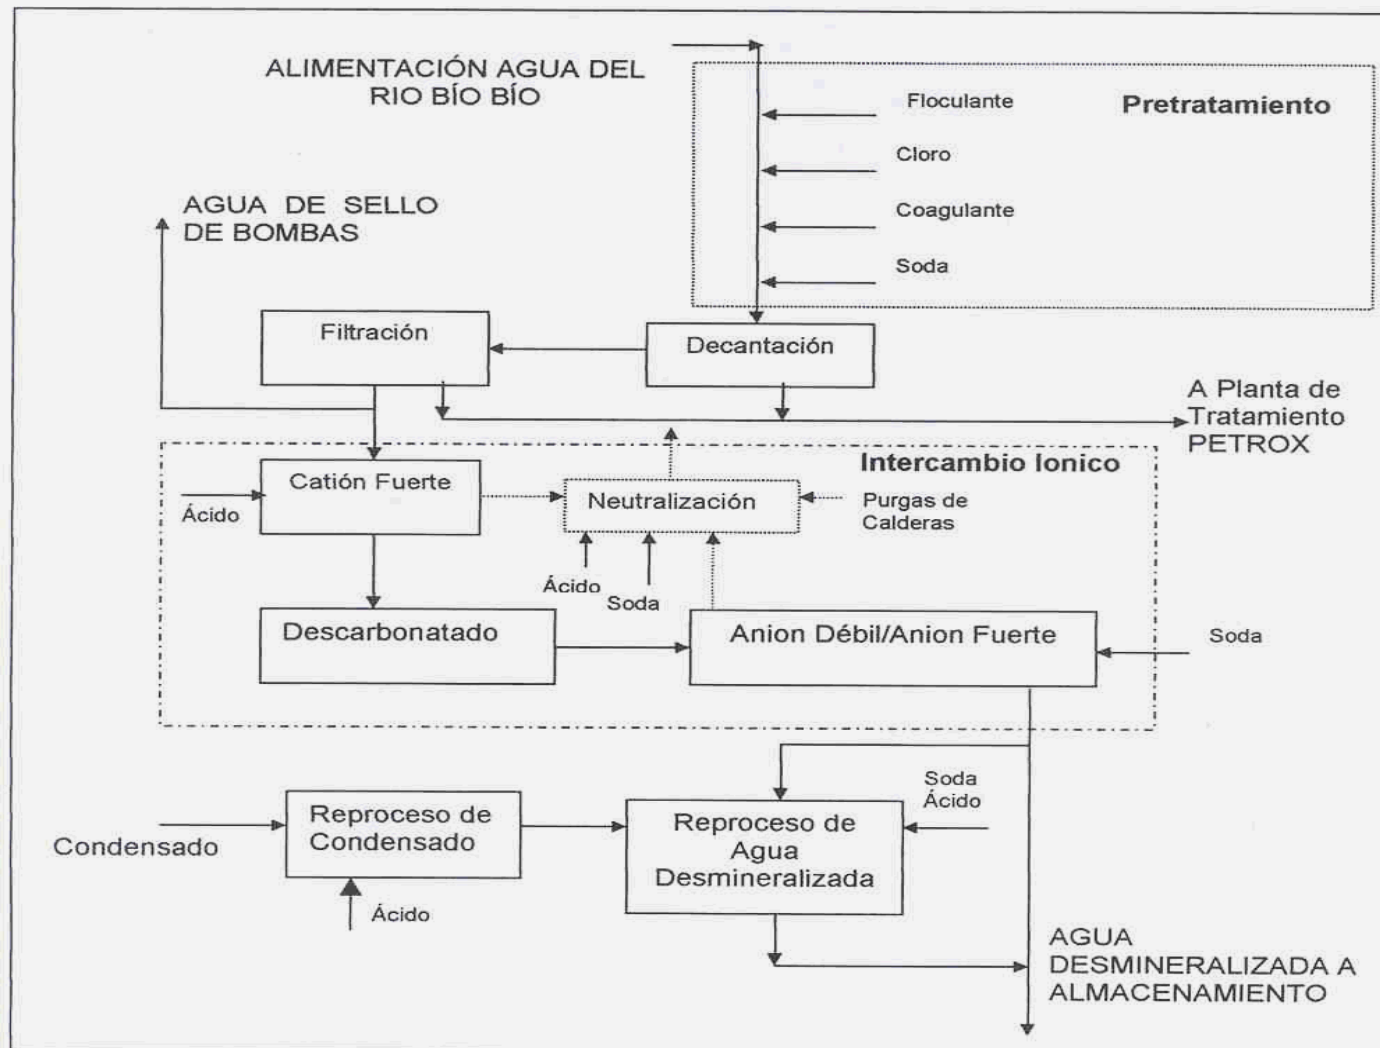 ALIMENTACIÓN AGUA DEL
RIO BÍO BÍO
Floculante
Pretratamiento
Cloro
Coagulante
Soda
AGUA DE SELLO
DE BOMBAS
Filtración
Decantación
A Planta de
Tratamiento
PETROX
Intercambio Ionico
Catión Fuerte
Ácido
Neutralización
Purgas de
Calderas
Ácido
Soda
Descarbonatado
Anion Débil/Anion Fuerte
Soda
Soda
Ácido
Condensado
Reproceso de
Condensado
Ácido
Reproceso de
Agua
Desmineralizada
AGUA
DESMINERALIZADA A
ALMACENAMIENTO